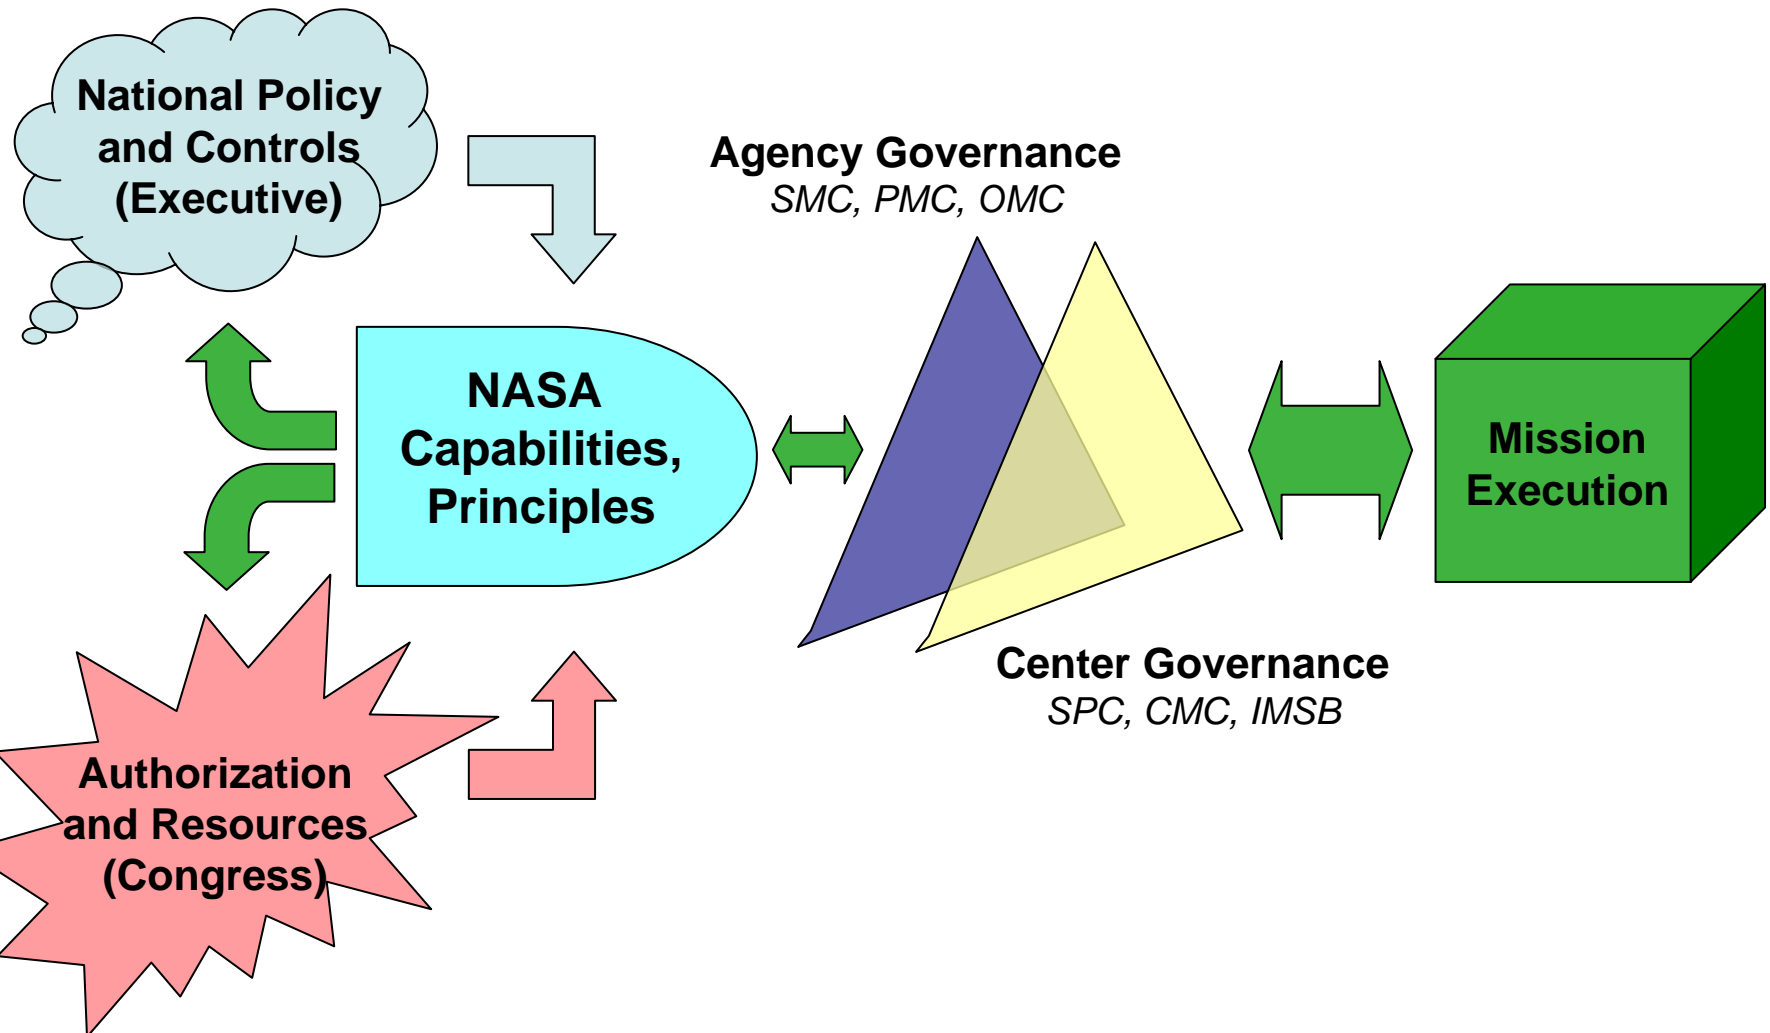 National Policy
and Controls
(Executive)
Agency Governance
SMC, PMC, OMC
NASA
Capabilities,
Principles
Mission
Execution
Center Governance
SPC, CMC, IMSB
Authorization
and Resources
(Congress)